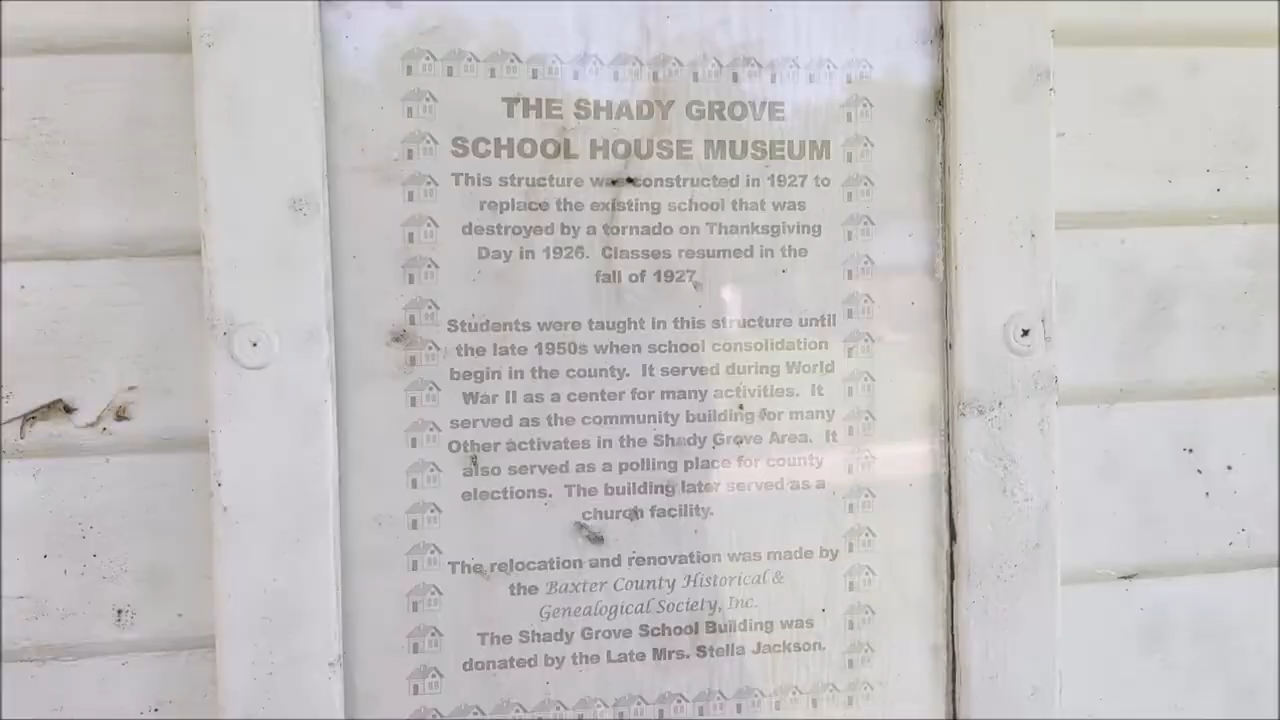 THE SHADY GROVE
SCHOOL HOUSE MUSEUM
This structure was constructed in 1927 to
replace the existing school that was
destroyed by a tornado on Thanksgiving
Day in 1926. Classes resumed in the
fall of 1927.
Students were taught in this structure until
the late 1950s when school consolidation
begin in the county. It served during World
War II as a center for many activities. It
served as the community building for many
Other activates in the Shady Grove Area. It
also served as a polling place for county
elections. The building later served as a
church facility.
The relocation and renovation was made by
the Baxter County Historical &
Genealogical Society, Inc.
The Shady Grove School Building was
donated by the Late Mrs. Stella Jackson.